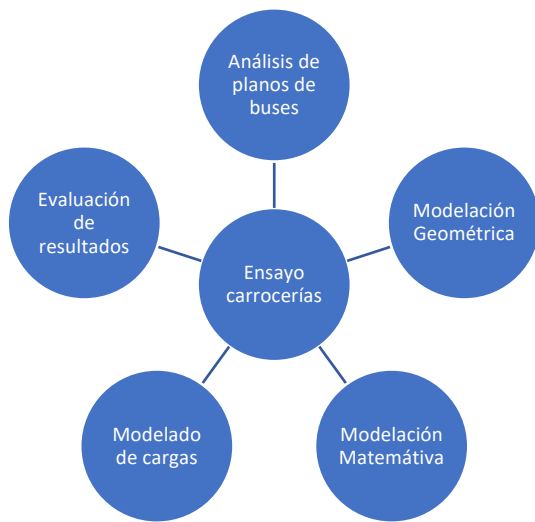 Análisis de
planos de
buses
Modelación
Geométrica
Modelación
Matemátiva
Modelado
de cargas
Evaluación
de
resultados
Ensayo
carrocerías